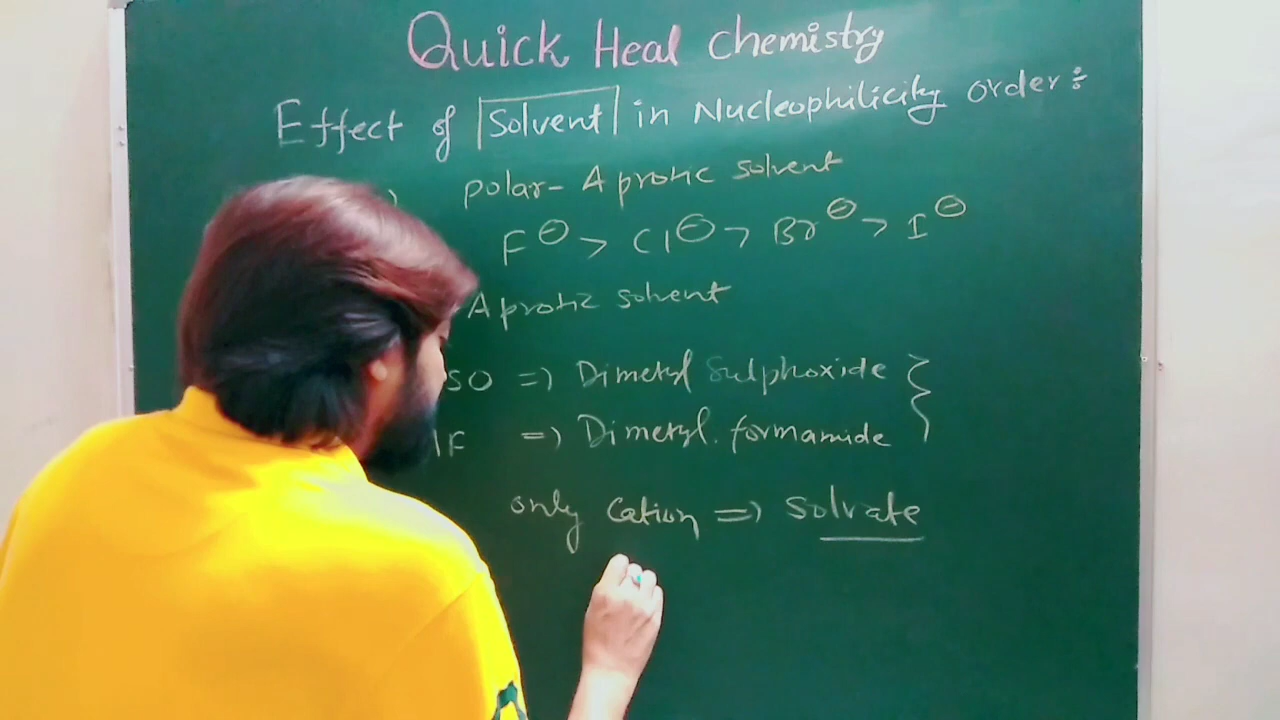 Quick Heal chemistry
Effect of Solvent in Nucleophilicity order ÷
) polar-Aprotic solvent
F⊖ > Cl⊖ > Br⊖ > I⊖
Aprotic solvent
SO => Dimetyl Sulphoxide }
F => Dimetyl. formamide
only cation => solvate